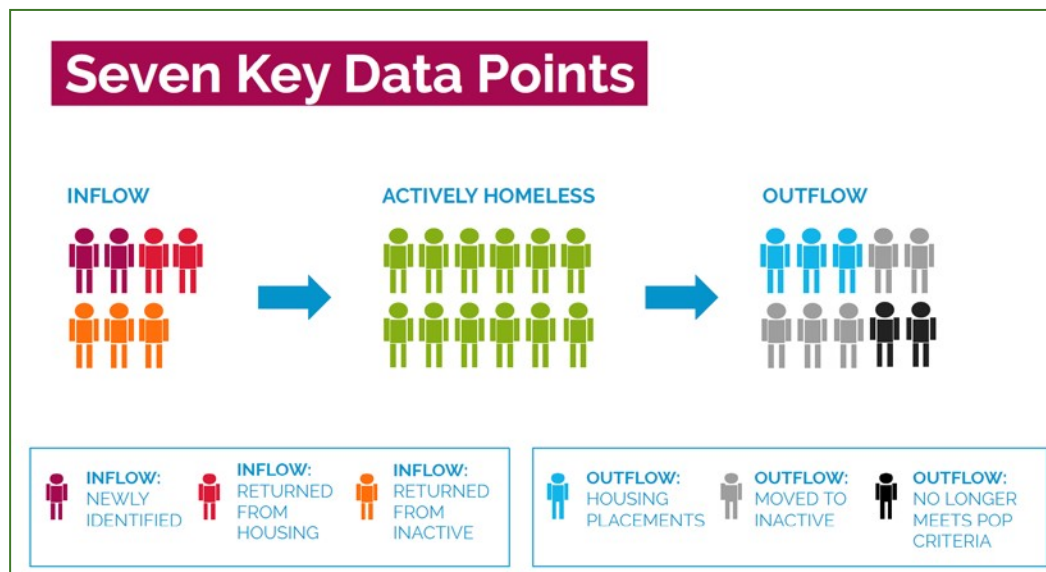 Seven Key Data Points
INFLOW
ACTIVELY HOMELESS
OUTFLOW
INFLOW:
NEWLY
IDENTIFIED
INFLOW:
RETURNED
FROM
HOUSING
INFLOW:
RETURNED
FROM
INACTIVE
OUTFLOW:
HOUSING
PLACEMENTS
OUTFLOW:
MOVED TO
INACTIVE
OUTFLOW:
NO LONGER
MEETS POP
CRITERIA